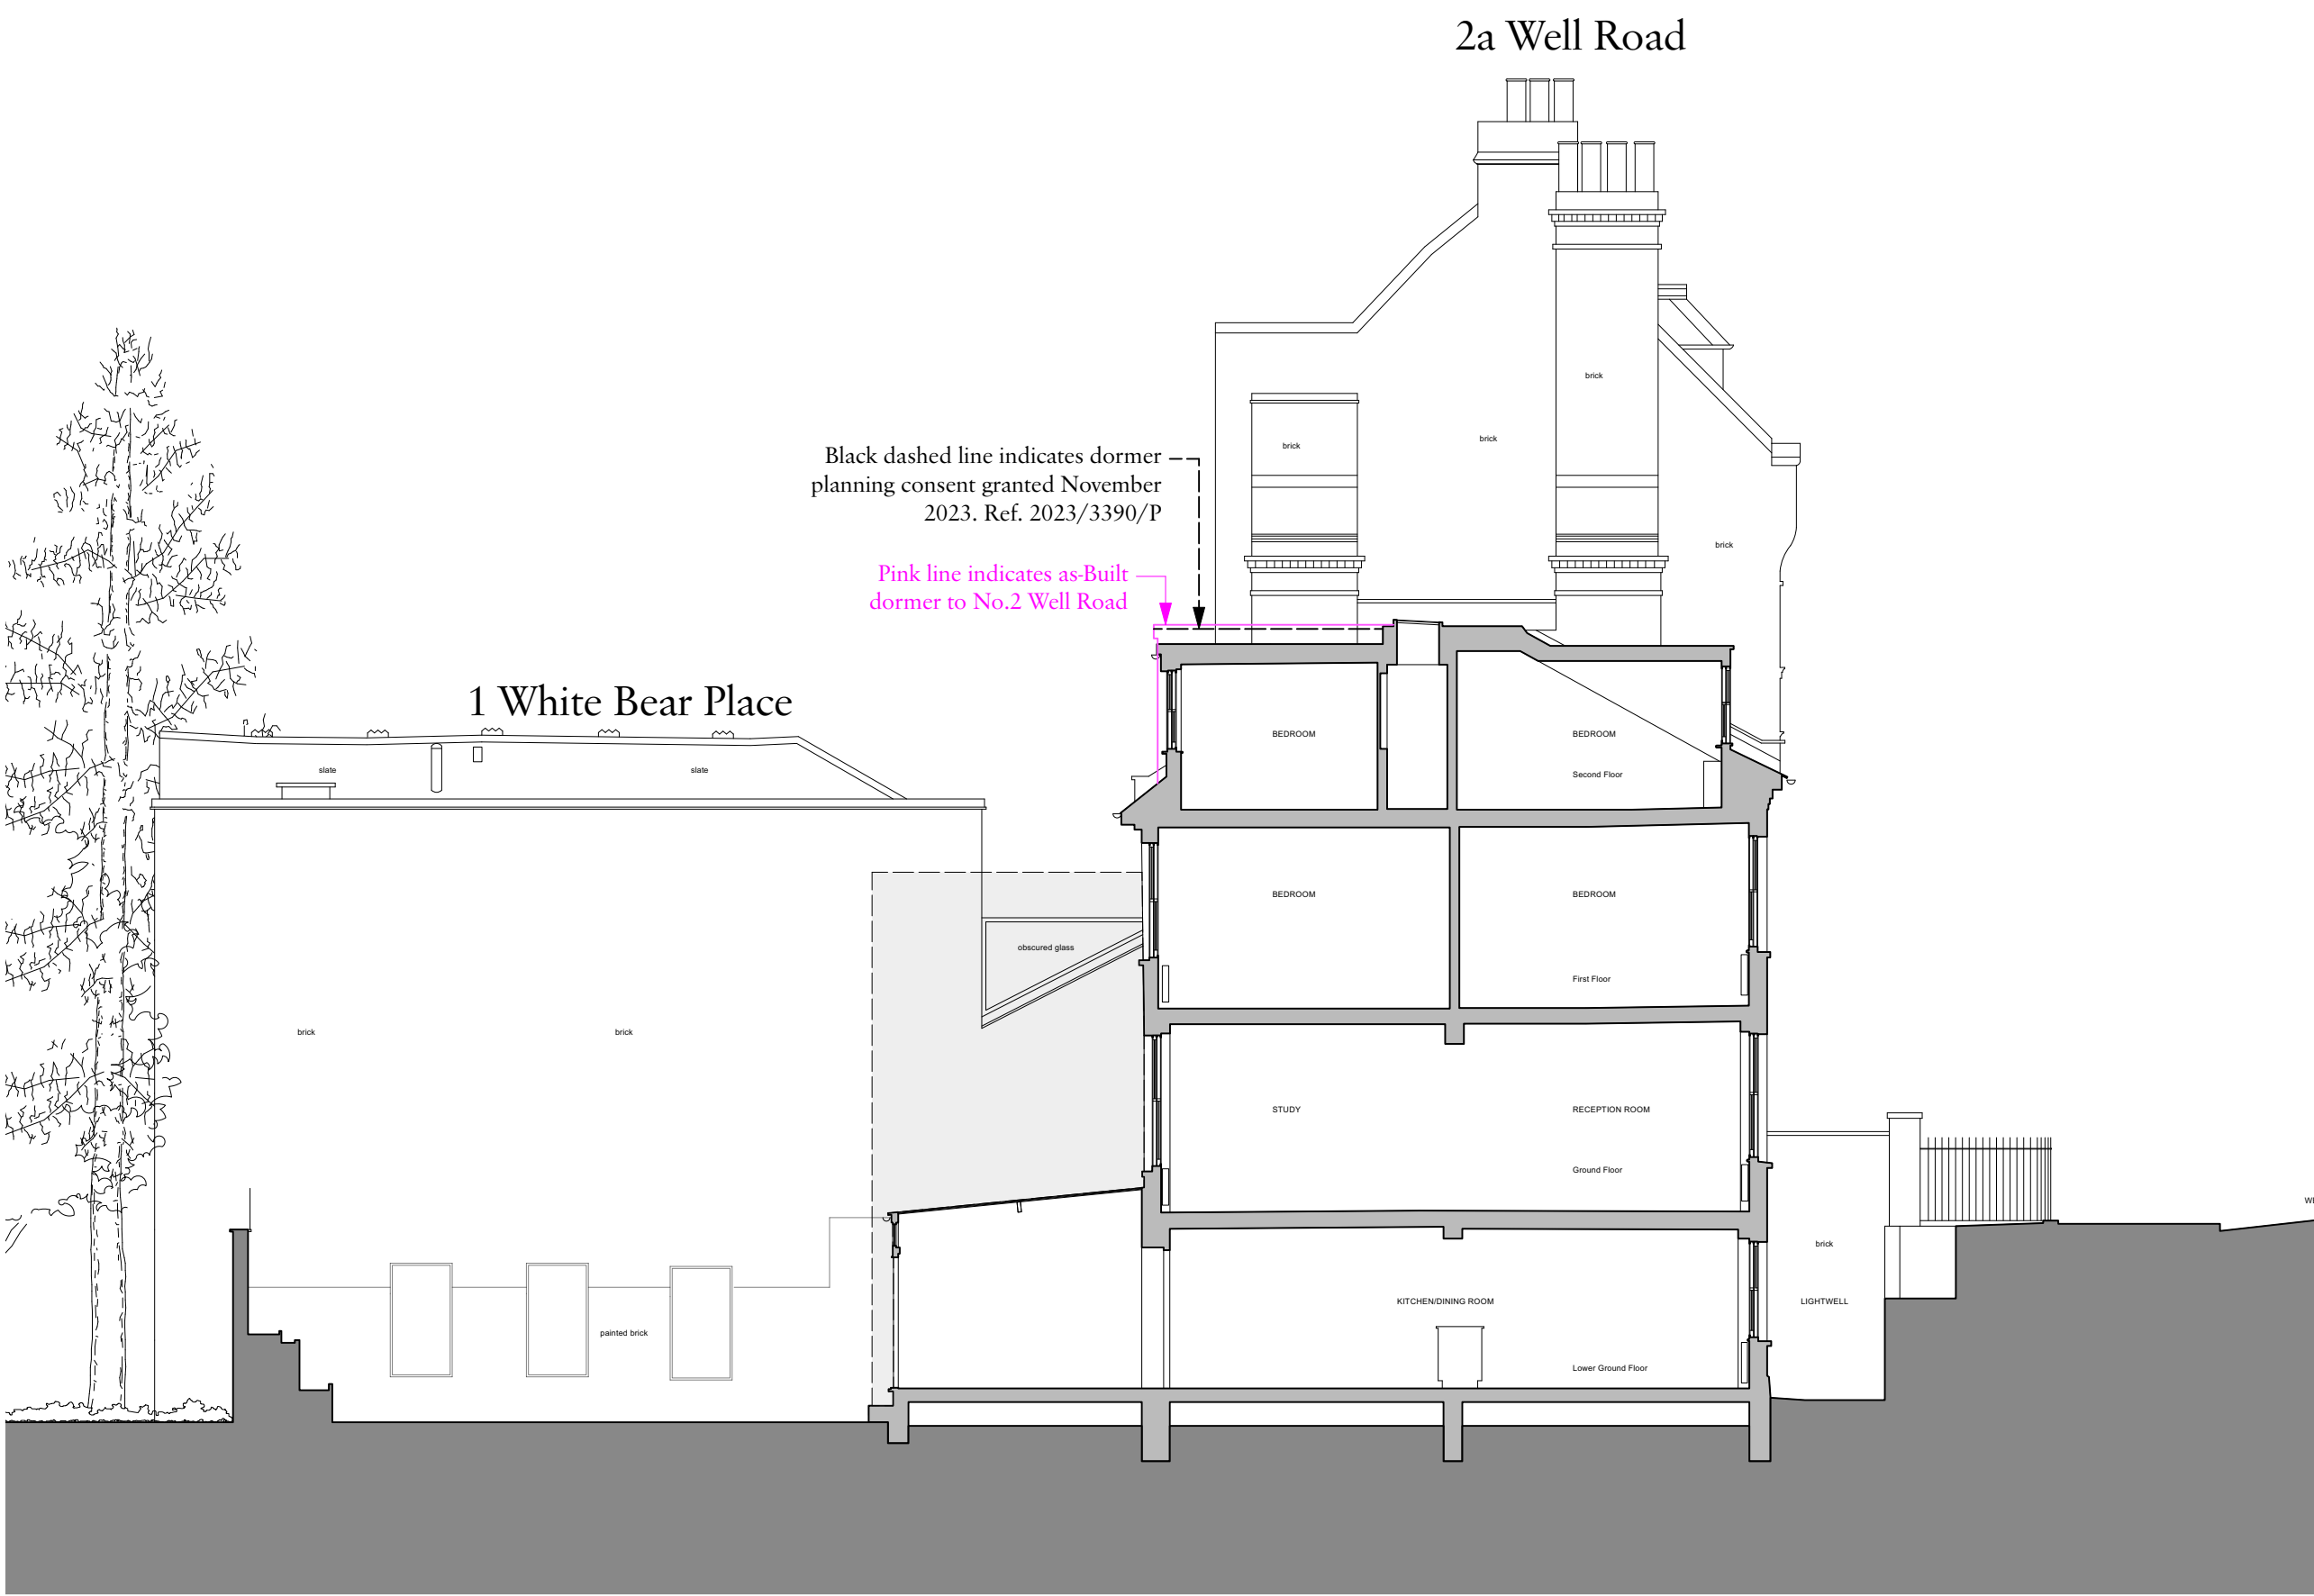 2a Well Road
brick
brick
brick
Black dashed line indicates dormer
planning consent granted November
2023. Ref. 2023/3390/P
brick
Pink line indicates as-Built
dormer to No.2 Well Road
1 White Bear Place
BEDROOM
BEDROOM
slate
slate
Second Floor
BEDROOM
BEDROOM
obscured glass
First Floor
brick
brick
STUDY
RECEPTION ROOM
Ground Floor
brick
KITCHEN/DINING ROOM
LIGHTWELL
painted brick
Lower Ground Floor